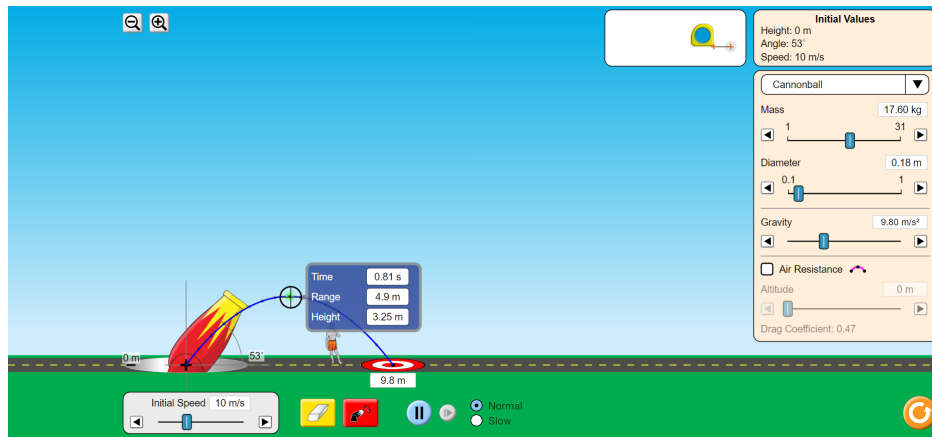 Initial Values
Height: 0 m
Angle: 53°
Speed: 10 m/s
Cannonball
Mass 17.60 kg
1 31
Diameter 0.18 m
0.1 1
Gravity 9.80 m/s²
Air Resistance
Altitude 0 m
Drag Coefficient: 0.47
Time 0.81 s
Range 4.9 m
Height 3.25 m
0 m
53°
9.8 m
Initial Speed 10 m/s
Normal
Slow